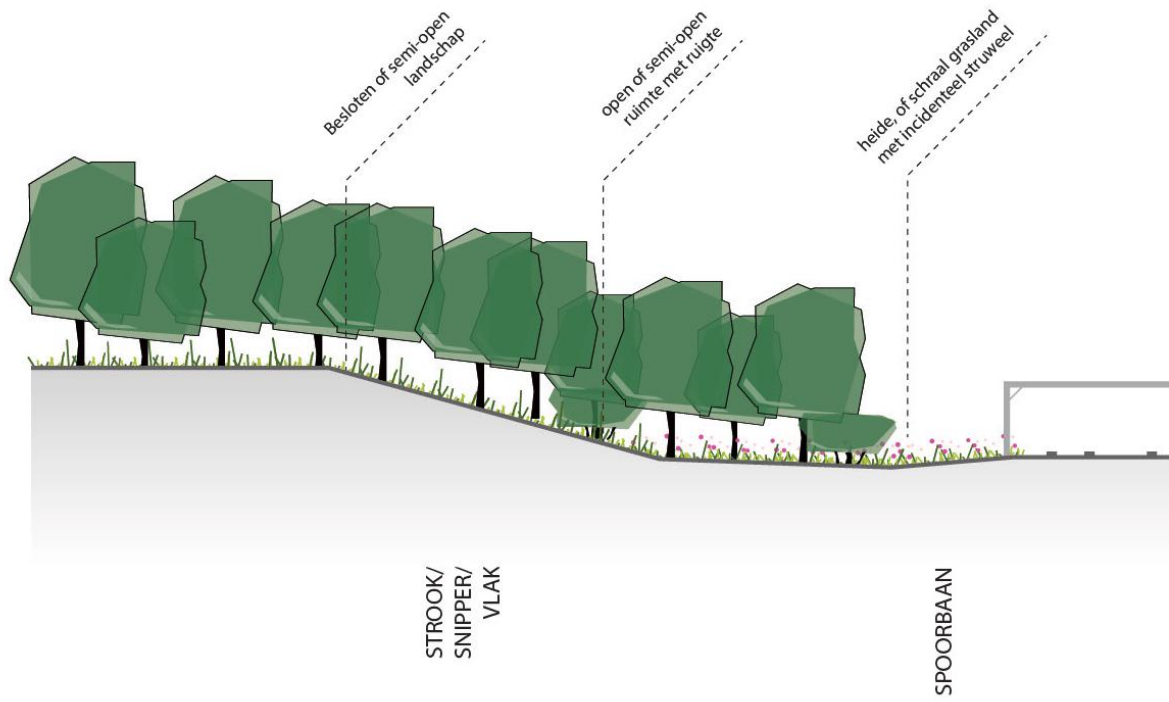 Besloten of semi-open
landschap
open of semi-open
ruimte met ruigte
heide, of schraal grasland
met incidenteel struweel
STROOK/
SNIPPER/
VLAK
SPOORBAAN